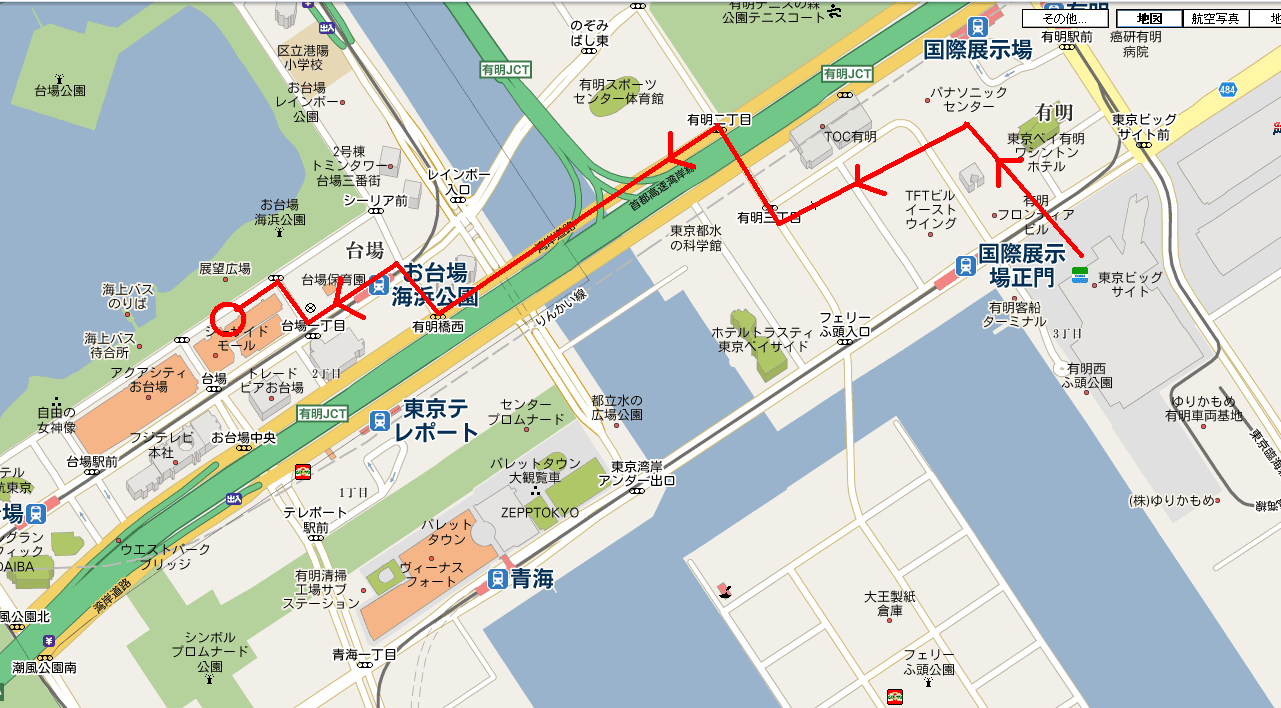 のぞみ
ばし東
有明テニスの森
公園テニスコート
有明
その他...
地図
航空写真
地
有明駅前
癌研有明
病院
国際展示場
出入
区立港陽
小学校
有明JCT
有明JCT
台場公園
お台場
レインボー
公園
有明スポーツ
センター体育館
パナソニック
センター
484
有明
有明二丁目
TOC有明
東京ビッグ
サイト前
東京ベイ有明
ワシントン
ホテル
2号棟
トミンタワー
台場三番街
レインボー
入口
首都高速湾岸線
シーリア前
お台場
海浜公園
有明三丁目
TFTビル
イースト
ウイング
有明
フロンティア
ビル
湾岸道路
東京都水
の科学館
台場
展望広場
台場保育園
お台場
海浜公園
国際展示
場正門
東京ビッグ
サイト
海上バス
のりば
りんかい線
有明客船
ターミナル
シーサイド
モール
台場一丁目
有明橋西
ホテルトラスティ
東京ベイサイド
フェリー
ふ頭入口
3丁目
海上バス
待合所
アクアシティ
お台場
台場
トレード
ピアお台場
2丁目
有明西
ふ頭公園
自由の
女神像
有明JCT
東京テ
レポート
センター
プロムナード
都立水の
広場公園
ゆりかもめ
有明車両基地
フジテレビ
本社
お台場中央
台場駅前
パレットタウン
大観覧車
東京湾岸
アンダー出口
1丁目
出入
ZEPPTOKYO
(株)ゆりかもめ
場
テレポート
駅前
パレット
タウン
ウエストパーク
ブリッジ
DAIBA
ヴィーナス
フォート
青海
有明清掃
工場サブ
ステーション
湾岸道路
大王製紙
倉庫
風公園北
シンボル
プロムナード
公園
潮風公園南
青海一丁目
フェリー
ふ頭公園